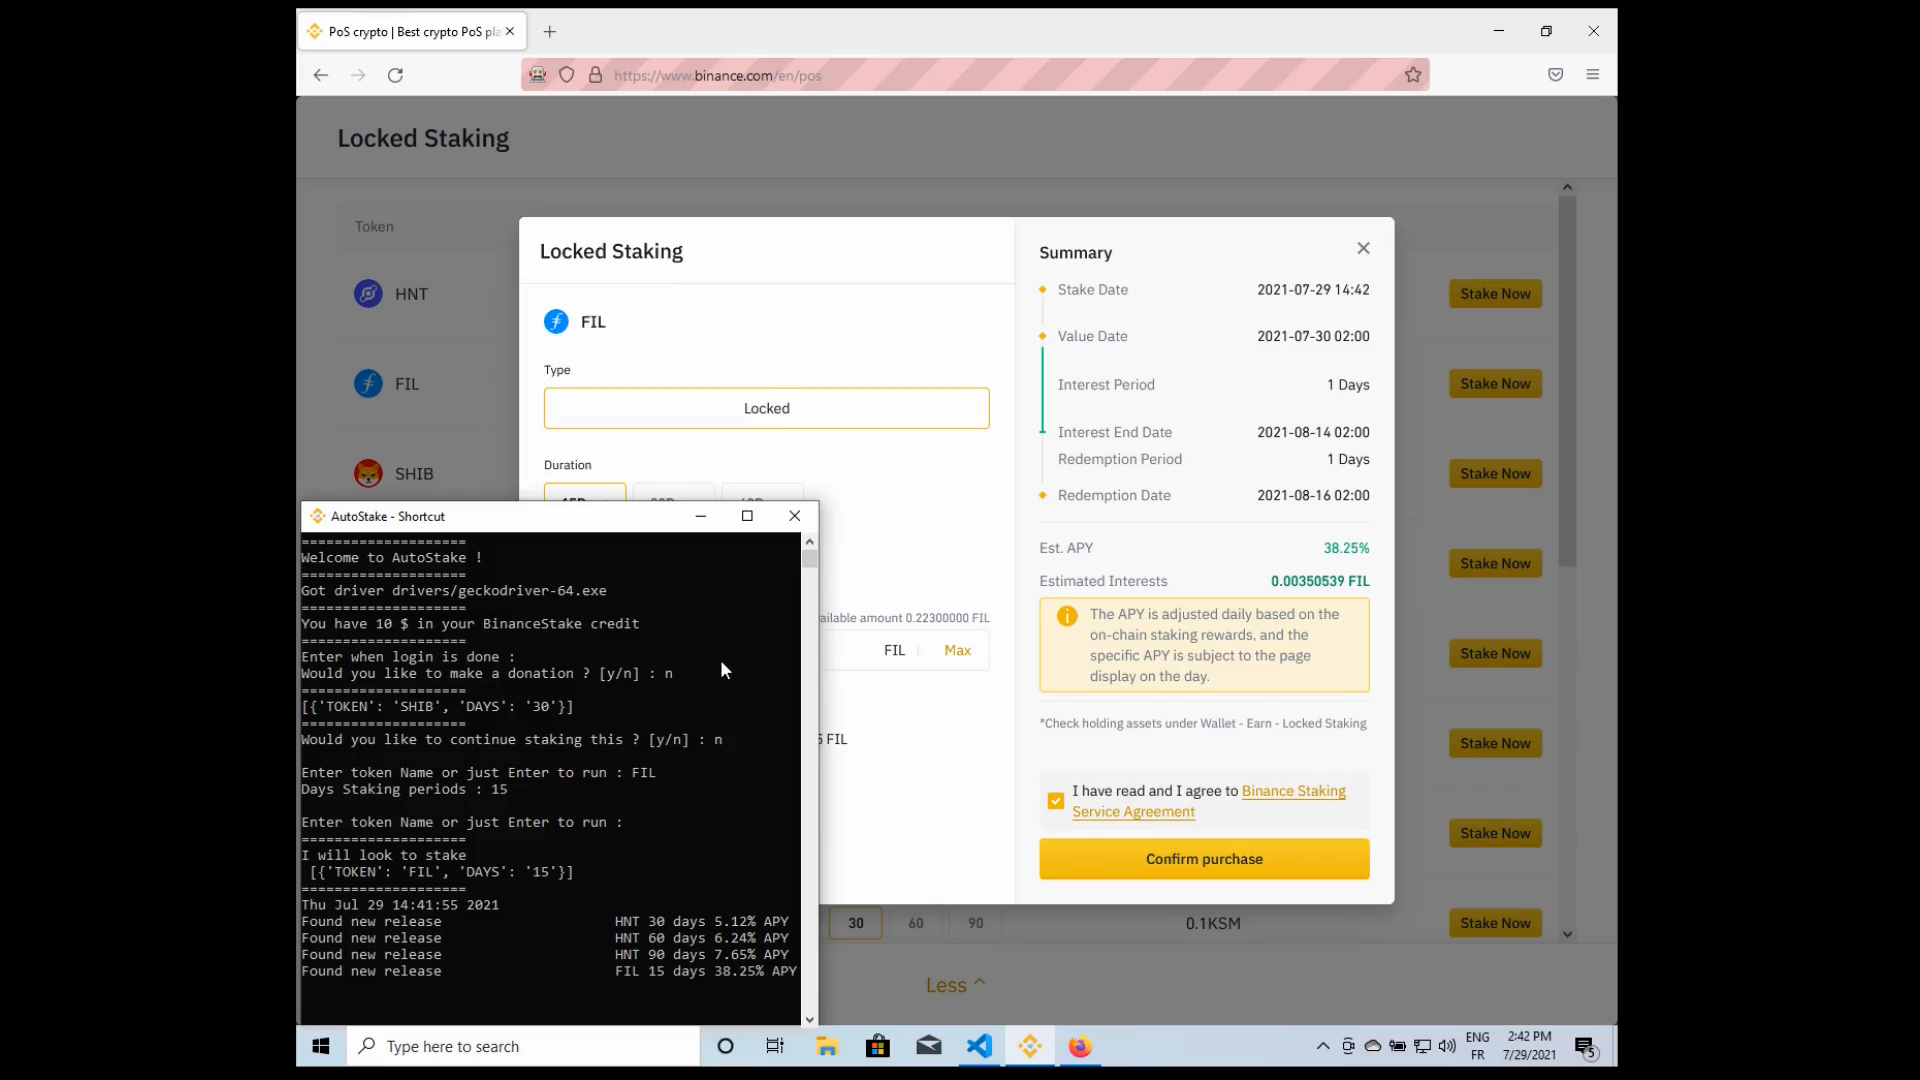 PoS crypto | Best crypto PoS pla
https://www.binance.com/en/pos
Locked Staking
Token
HNT
Stake Now
FIL
Stake Now
SHIB
Stake Now
Stake Now
Stake Now
Stake Now
Stake Now
30 60 90 0.1KSM Stake Now
Less
Locked Staking
FIL
Type
Locked
Duration
ailable amount 0.22300000 FIL
FIL Max
FIL
Summary
Stake Date 2021-07-29 14:42
Value Date 2021-07-30 02:00
Interest Period 1 Days
Interest End Date 2021-08-14 02:00
Redemption Period 1 Days
Redemption Date 2021-08-16 02:00
Est. APY 38.25%
Estimated Interests 0.00350539 FIL
The APY is adjusted daily based on the
on-chain staking rewards, and the
specific APY is subject to the page
display on the day.
*Check holding assets under Wallet - Earn - Locked Staking
I have read and I agree to Binance Staking
Service Agreement
Confirm purchase
AutoStake - Shortcut
====================
Welcome to AutoStake !
====================
Got driver drivers/geckodriver-64.exe
====================
You have 10 $ in your BinanceStake credit
====================
Enter when login is done :
Would you like to make a donation ? [y/n] : n
====================
[{'TOKEN': 'SHIB', 'DAYS': '30'}]
====================
Would you like to continue staking this ? [y/n] : n
Enter token Name or just Enter to run : FIL
Days Staking periods : 15
Enter token Name or just Enter to run :
====================
I will look to stake
[{'TOKEN': 'FIL', 'DAYS': '15'}]
====================
Thu Jul 29 14:41:55 2021
Found new release HNT 30 days 5.12% APY
Found new release HNT 60 days 6.24% APY
Found new release HNT 90 days 7.65% APY
Found new release FIL 15 days 38.25% APY
Type here to search
ENG
FR
2:42 PM
7/29/2021
5